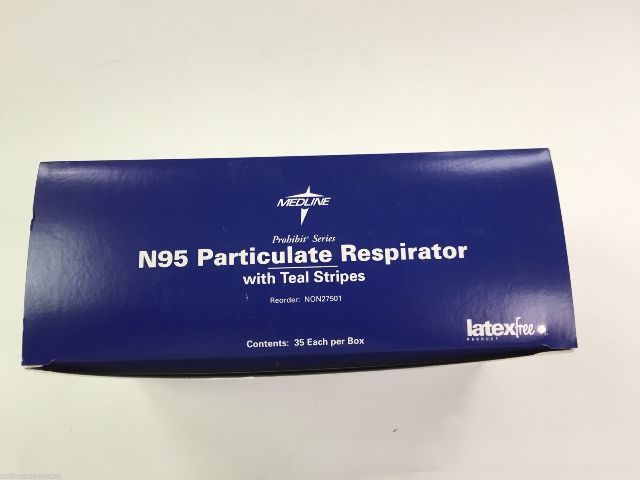 MEDLINE
Prohibit® Series
N95 Particulate Respirator
with Teal Stripes
Reorder: NON27501
Contents: 35 Each per Box
latexfree
PRODUCT